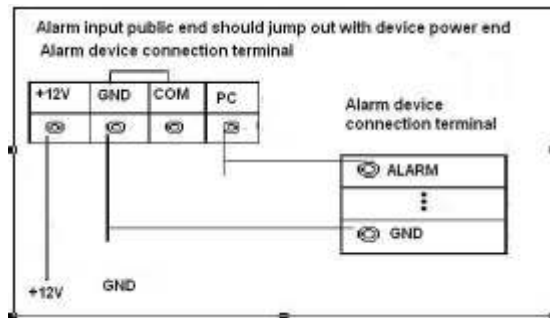 Alarm input public end should jump out with device power end
Alarm device connection terminal
+12V GND COM PC
Alarm device
connection terminal
ALARM
GND
+12V GND